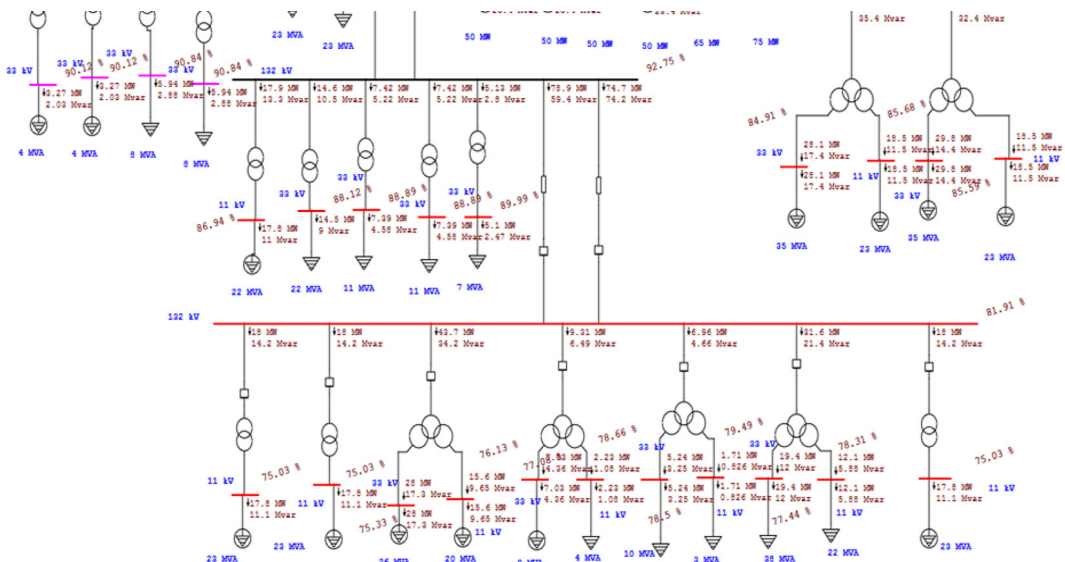 35.4 Mvar
32.4 Mvar
23 MVA
23 MVA
50 MW
50 MW
50 MW
50 MW
65 MW
75 MW
33 kV
90.12 %
33 kV
90.12 %
33 kV
90.84 %
33 kV
90.84 %
3.27 MW
2.03 Mvar
3.27 MW
2.03 Mvar
5.94 MW
2.88 Mvar
5.94 MW
2.88 Mvar
4 MVA
4 MVA
8 MVA
8 MVA
132 kV
92.75 %
17.9 MW
13.3 Mvar
14.6 MW
10.5 Mvar
7.42 MW
5.22 Mvar
7.42 MW
5.22 Mvar
5.13 MW
2.8 Mvar
78.9 MW
59.4 Mvar
74.7 MW
74.2 Mvar
11 kV
86.94 %
33 kV
88.12 %
33 kV
88.89 %
33 kV
88.89 %
33 kV
89.99 %
17.8 MW
11 Mvar
14.5 MW
9 Mvar
7.39 MW
4.58 Mvar
7.39 MW
4.58 Mvar
5.1 MW
2.47 Mvar
22 MVA
22 MVA
11 MVA
11 MVA
7 MVA
84.91 %
85.68 %
33 kV
28.1 MW
17.4 Mvar
28.1 MW
17.4 Mvar
11 kV
18.5 MW
11.5 Mvar
18.5 MW
11.5 Mvar
33 kV
29.8 MW
14.4 Mvar
29.8 MW
14.4 Mvar
85.59 %
18.5 MW
11.5 Mvar
11 kV
18.5 MW
11.5 Mvar
35 MVA
23 MVA
35 MVA
23 MVA
132 kV
81.91 %
18 MW
14.2 Mvar
18 MW
14.2 Mvar
43.7 MW
34.2 Mvar
9.31 MW
6.49 Mvar
6.96 MW
4.66 Mvar
31.6 MW
21.4 Mvar
18 MW
14.2 Mvar
11 kV
75.03 %
17.8 MW
11.1 Mvar
23 MVA
11 kV
75.03 %
17.8 MW
11.1 Mvar
23 MVA
33 kV
28 MW
17.3 Mvar
28 MW
17.3 Mvar
75.33 %
76.13 %
15.6 MW
9.65 Mvar
15.6 MW
9.65 Mvar
11 kV
20 MVA
4.36 Mvar
7.03 MW
4.36 Mvar
33 kV
78.66 %
2.23 MW
1.08 Mvar
2.23 MW
1.08 Mvar
11 kV
4 MVA
33 kV
5.24 MW
3.25 Mvar
5.24 MW
3.25 Mvar
78.5 %
10 MVA
79.49 %
1.71 MW
0.826 Mvar
1.71 MW
0.826 Mvar
11 kV
3 MVA
33 kV
19.4 MW
12 Mvar
19.4 MW
12 Mvar
77.44 %
38 MVA
78.31 %
12.1 MW
5.88 Mvar
12.1 MW
5.88 Mvar
11 kV
22 MVA
75.03 %
17.8 MW
11.1 Mvar
11 kV
23 MVA